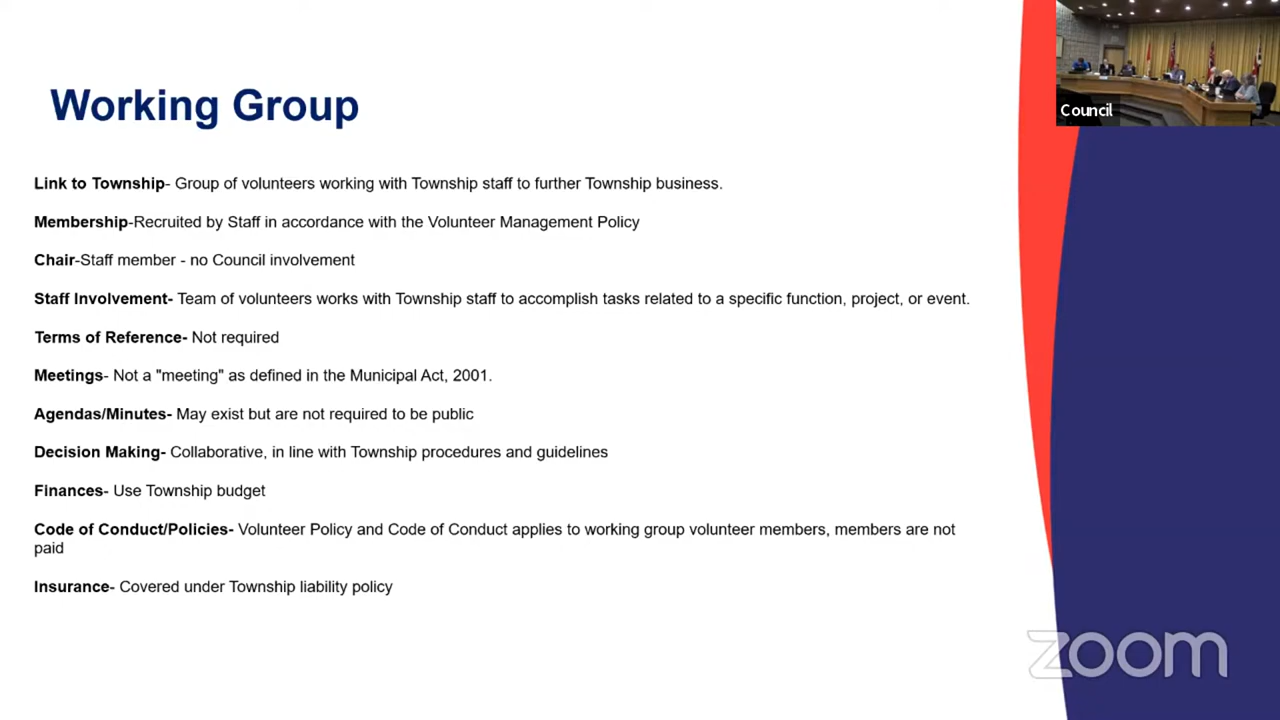 Working Group
Council
Link to Township- Group of volunteers working with Township staff to further Township business.
Membership-Recruited by Staff in accordance with the Volunteer Management Policy
Chair-Staff member - no Council involvement
Staff Involvement- Team of volunteers works with Township staff to accomplish tasks related to a specific function, project, or event.
Terms of Reference- Not required
Meetings- Not a "meeting" as defined in the Municipal Act, 2001.
Agendas/Minutes- May exist but are not required to be public
Decision Making- Collaborative, in line with Township procedures and guidelines
Finances- Use Township budget
Code of Conduct/Policies- Volunteer Policy and Code of Conduct applies to working group volunteer members, members are not
paid
Insurance- Covered under Township liability policy
zoom